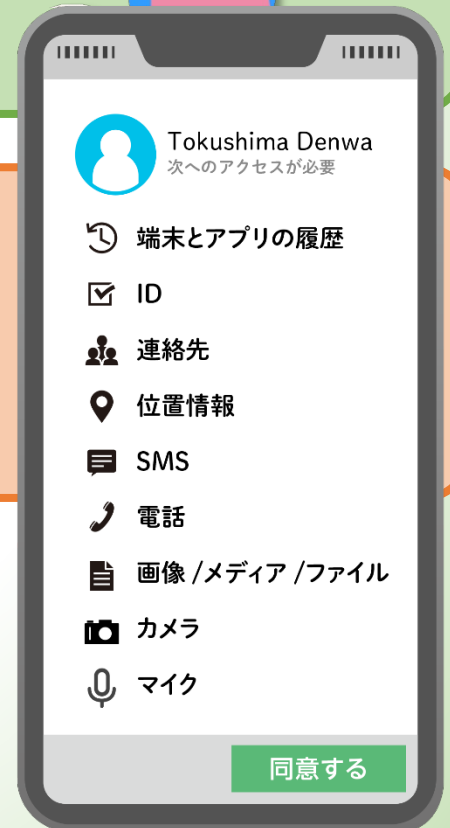 Tokushima Denwa
次へのアクセスが必要
端末とアプリの履歴
ID
連絡先
位置情報
SMS
電話
画像 /メディア /ファイル
カメラ
マイク
同意する